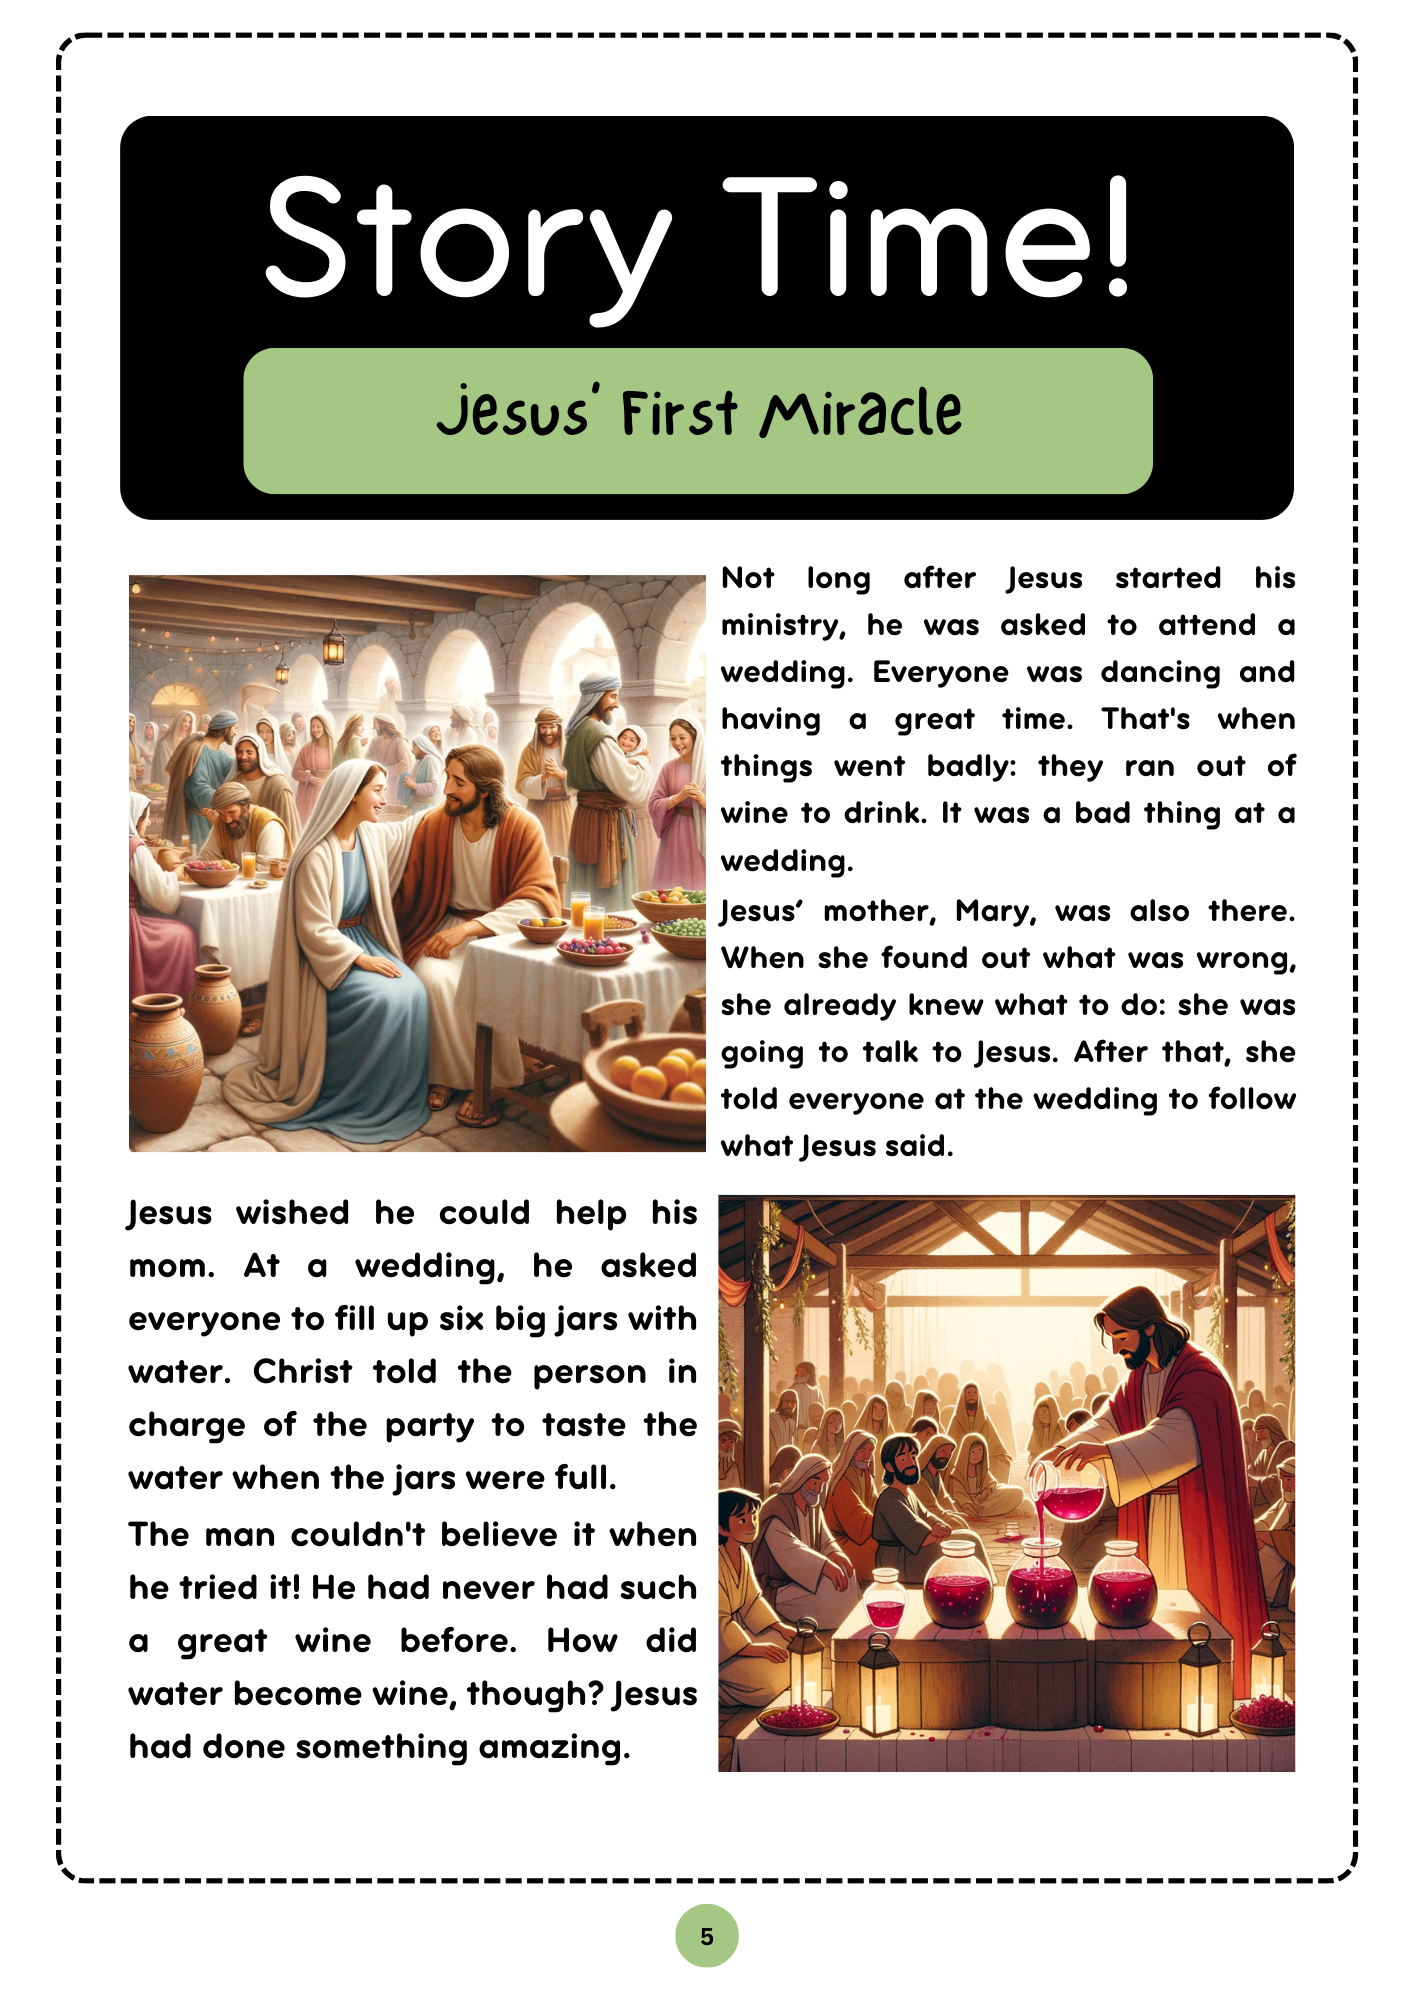 Story Time!
Jesus' First Miracle
Not long after Jesus started his
ministry, he was asked to attend a
wedding. Everyone was dancing and
having a great time. That's when
things went badly: they ran out of
wine to drink. It was a bad thing at a
wedding.
Jesus’ mother, Mary, was also there.
When she found out what was wrong,
she already knew what to do: she was
going to talk to Jesus. After that, she
told everyone at the wedding to follow
what Jesus said.
Jesus wished he could help his
mom. At a wedding, he asked
everyone to fill up six big jars with
water. Christ told the person in
charge of the party to taste the
water when the jars were full.
The man couldn't believe it when
he tried it! He had never had such
a great wine before. How did
water become wine, though? Jesus
had done something amazing.
5